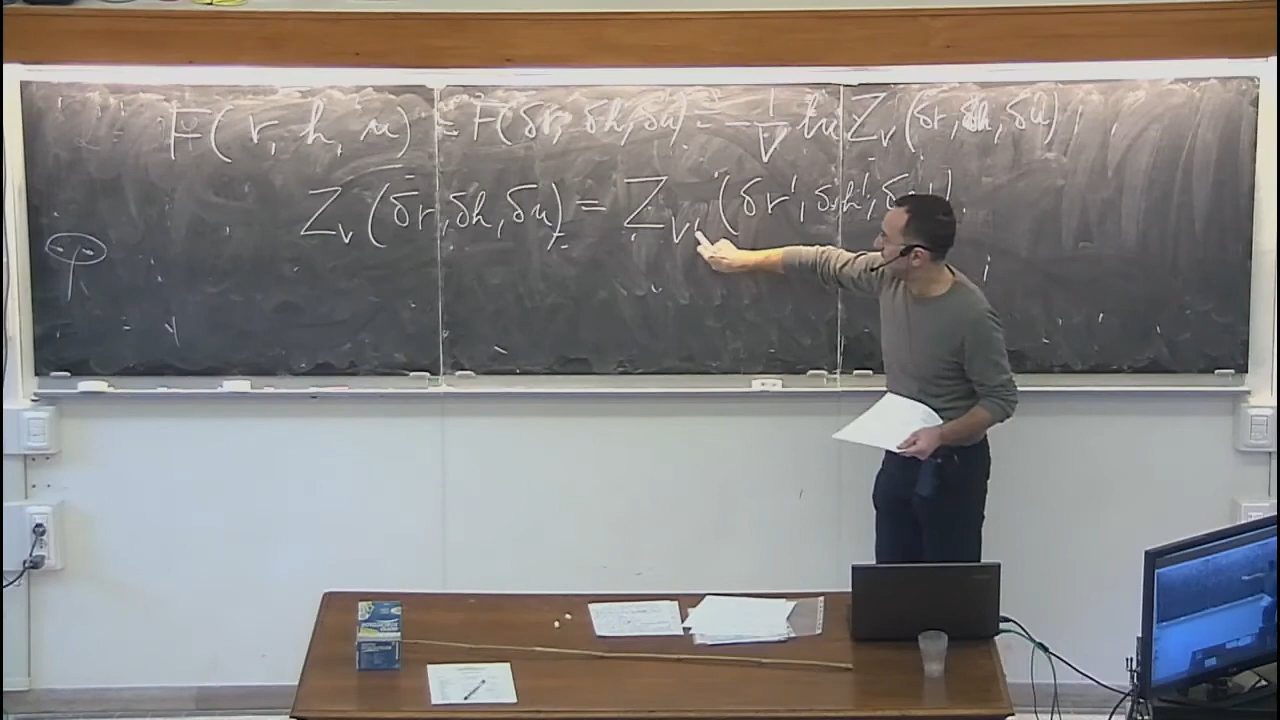 F(r, h, u) = F(δr, δh, δu) = -1/V ln Z_V(δr, δh, δu)
Z_V(δr, δh, δu) = Z_V'(δr', δh', δu')